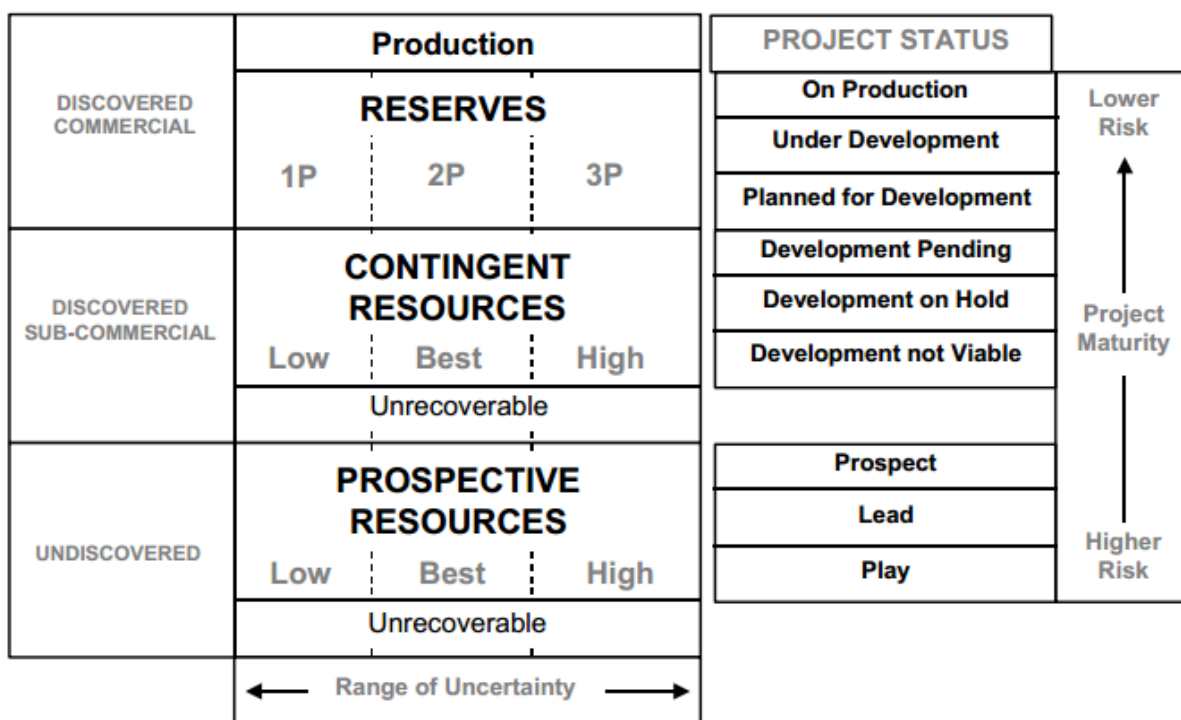 Production
PROJECT STATUS
DISCOVERED
COMMERCIAL
RESERVES
1P 2P 3P
On Production
Under Development
Planned for Development
Lower
Risk
DISCOVERED
SUB-COMMERCIAL
CONTINGENT
RESOURCES
Low Best High
Unrecoverable
Development Pending
Development on Hold
Development not Viable
Project
Maturity
UNDISCOVERED
PROSPECTIVE
RESOURCES
Low Best High
Unrecoverable
Prospect
Lead
Play
Higher
Risk
Range of Uncertainty